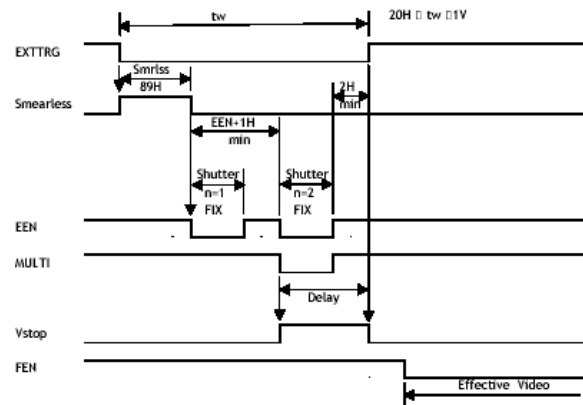 tw
20H ▯ tw ▯1V
EXTTRG
Smrlss
89H
2H
min
Smearless
EEN+1H
min
Shutter
n=1
FIX
Shutter
n=2
FIX
EEN
MULTI
Delay
Vstop
FEN
Effective Video